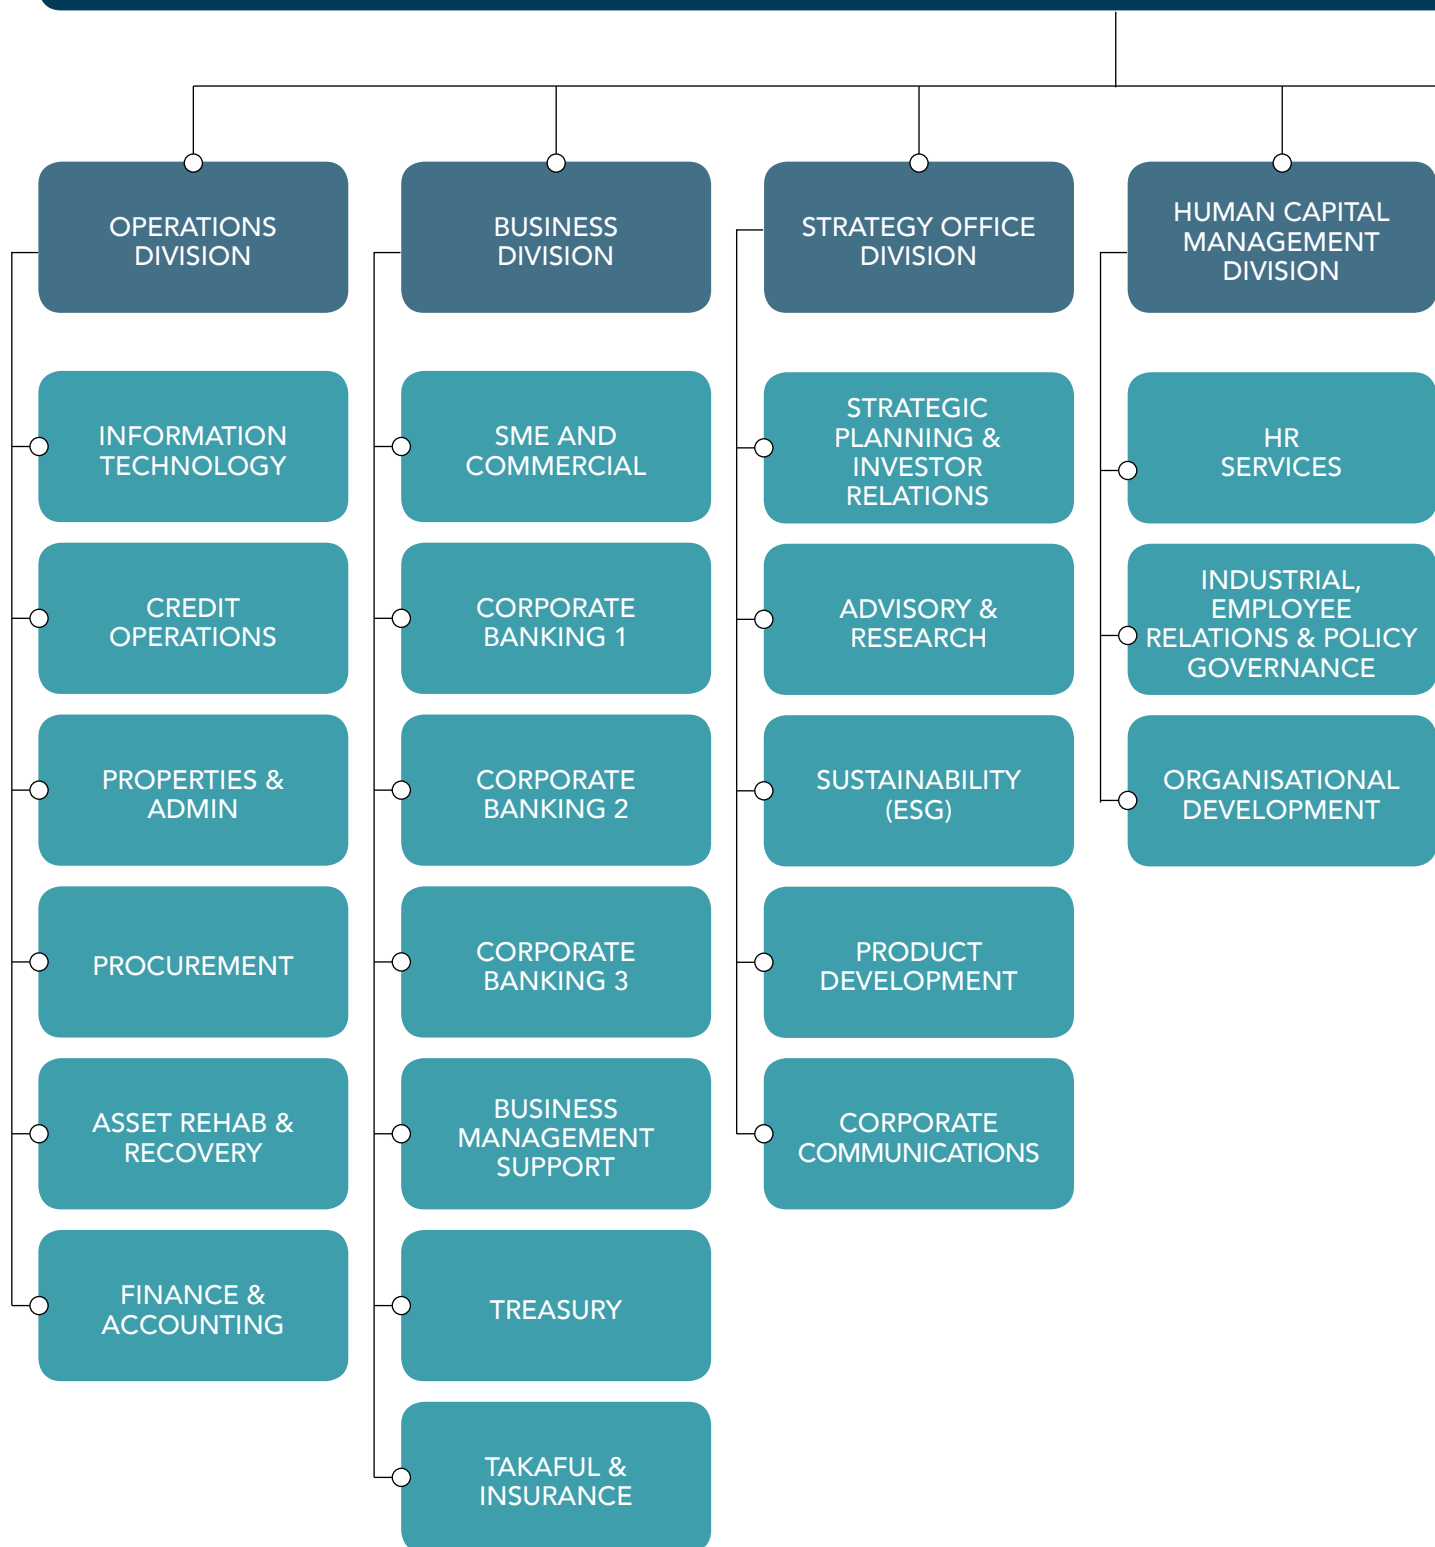 OPERATIONS
DIVISION
INFORMATION
TECHNOLOGY
CREDIT
OPERATIONS
PROPERTIES &
ADMIN
PROCUREMENT
ASSET REHAB &
RECOVERY
FINANCE &
ACCOUNTING
BUSINESS
DIVISION
SME AND
COMMERCIAL
CORPORATE
BANKING 1
CORPORATE
BANKING 2
CORPORATE
BANKING 3
BUSINESS
MANAGEMENT
SUPPORT
TREASURY
TAKAFUL &
INSURANCE
STRATEGY OFFICE
DIVISION
STRATEGIC
PLANNING &
INVESTOR
RELATIONS
ADVISORY &
RESEARCH
SUSTAINABILITY
(ESG)
PRODUCT
DEVELOPMENT
CORPORATE
COMMUNICATIONS
HUMAN CAPITAL
MANAGEMENT
DIVISION
HR
SERVICES
INDUSTRIAL,
EMPLOYEE
RELATIONS & POLICY
GOVERNANCE
ORGANISATIONAL
DEVELOPMENT